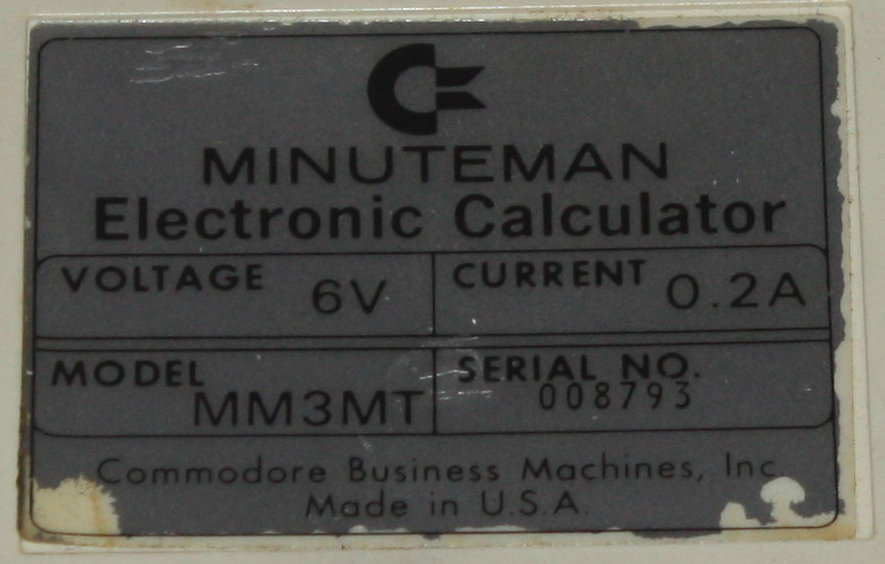 MINUTEMAN
Electronic Calculator
VOLTAGE 6V
CURRENT 0.2A
MODEL MM3MT
SERIAL NO. 008793
Commodore Business Machines, Inc.
Made in U.S.A.